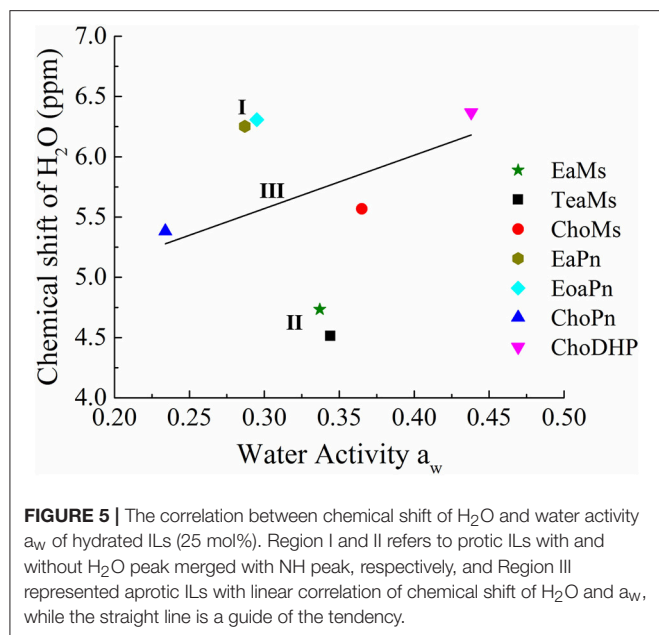 7.0
6.5
6.0
5.5
5.0
4.5
4.0
Chemical shift of H₂O (ppm)
I
III
II
EaMs
TeaMs
ChoMs
EaPn
EoaPn
ChoPn
ChoDHP
0.20 0.25 0.30 0.35 0.40 0.45 0.50
Water Activity a_w
FIGURE 5 | The correlation between chemical shift of H₂O and water activity
a_w of hydrated ILs (25 mol%). Region I and II refers to protic ILs with and
without H₂O peak merged with NH peak, respectively, and Region III
represented aprotic ILs with linear correlation of chemical shift of H₂O and a_w,
while the straight line is a guide of the tendency.